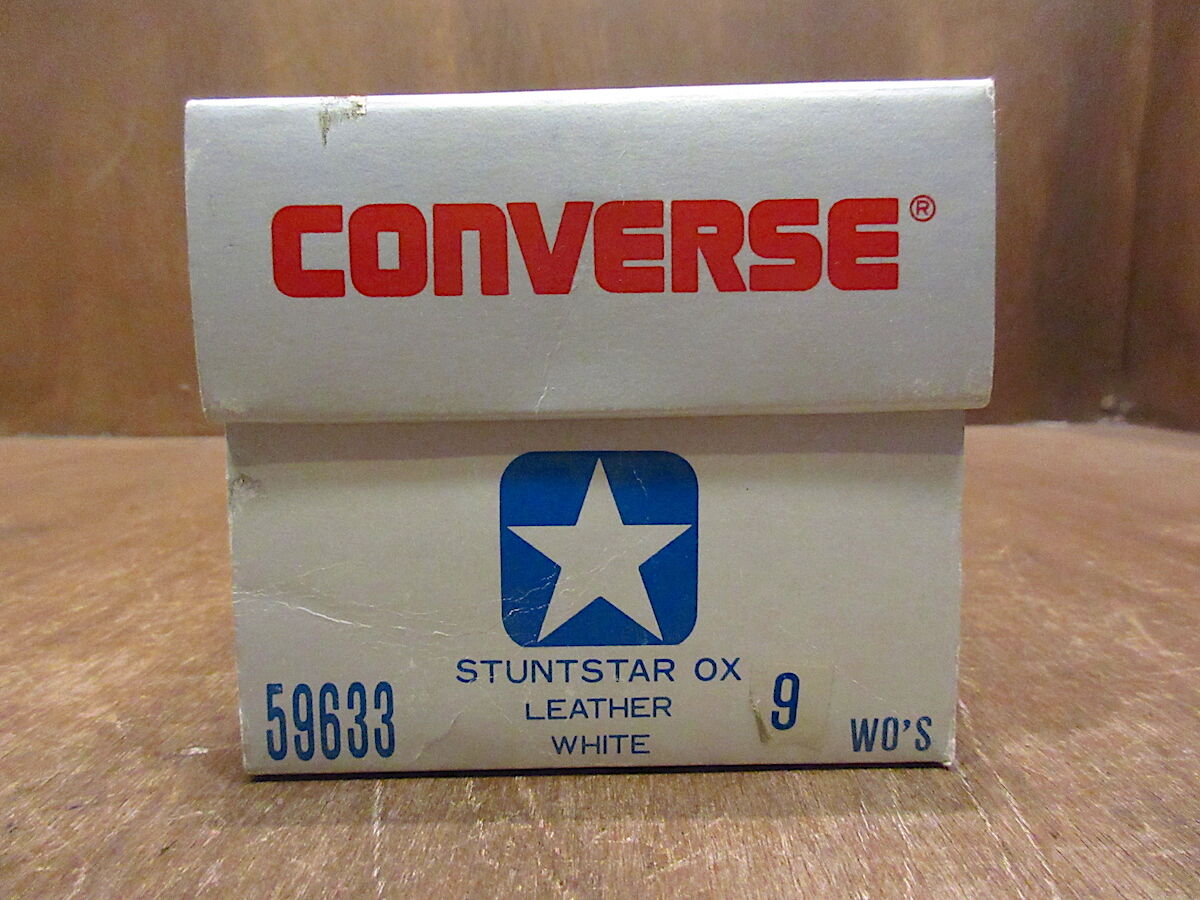 CONVERSE®
STUNTSTAR OX
LEATHER
WHITE
59633
9
WO'S